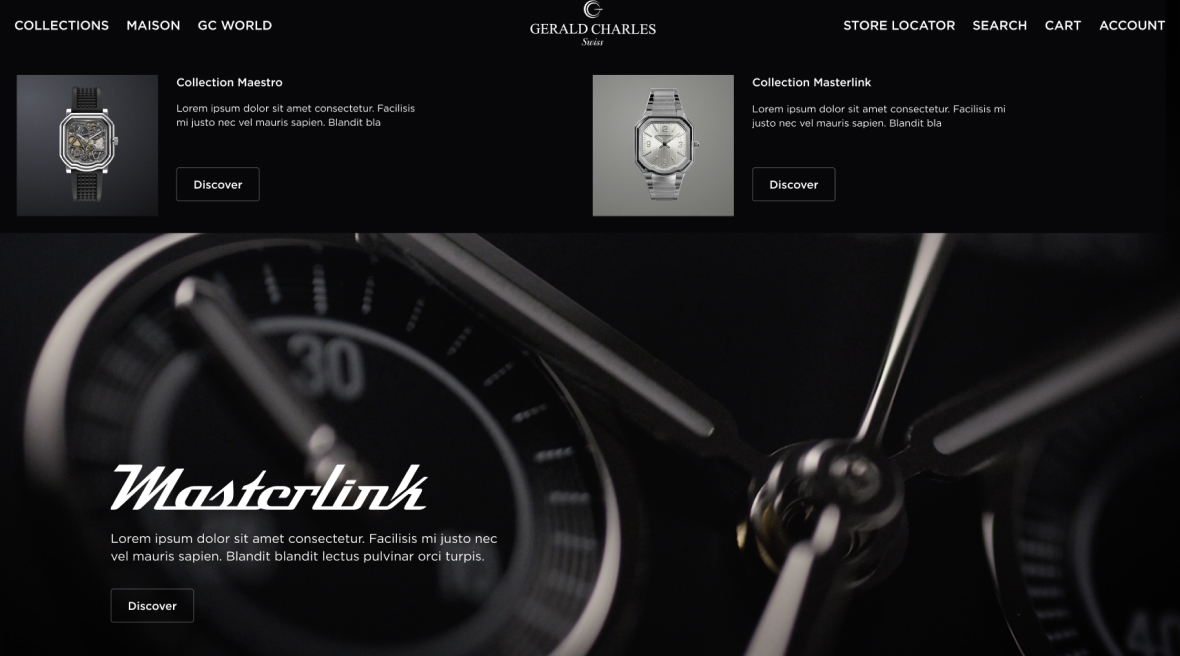 COLLECTIONS MAISON GC WORLD
GERALD CHARLES
Swiss
STORE LOCATOR SEARCH CART ACCOUNT
Collection Maestro
Lorem ipsum dolor sit amet consectetur. Facilisis
mi justo nec vel mauris sapien. Blandit bla
Discover
Collection Masterlink
Lorem ipsum dolor sit amet consectetur. Facilisis mi
justo nec vel mauris sapien. Blandit bla
Discover
30
Masterlink
Lorem ipsum dolor sit amet consectetur. Facilisis mi justo nec
vel mauris sapien. Blandit blandit lectus pulvinar orci turpis.
Discover